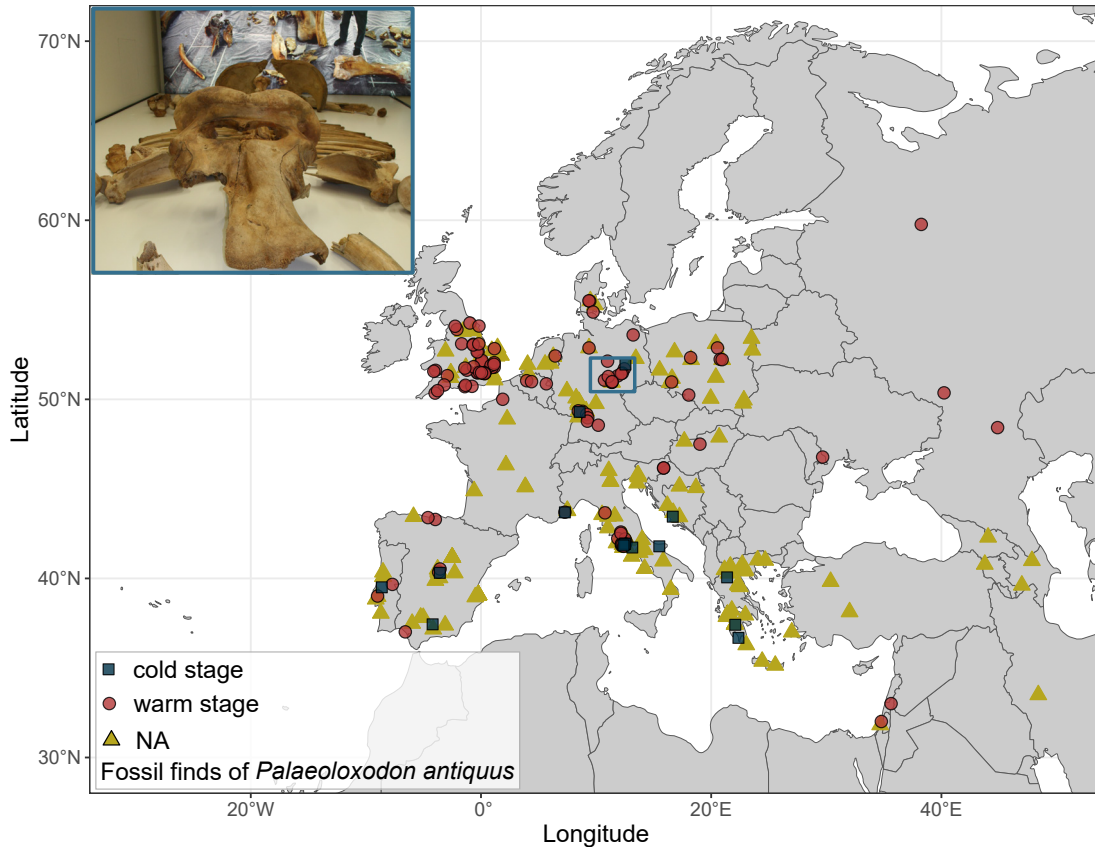 70°N
60°N
50°N
40°N
30°N
Latitude
cold stage
warm stage
NA
Fossil finds of Palaeoloxodon antiquus
20°W
0°
20°E
40°E
Longitude